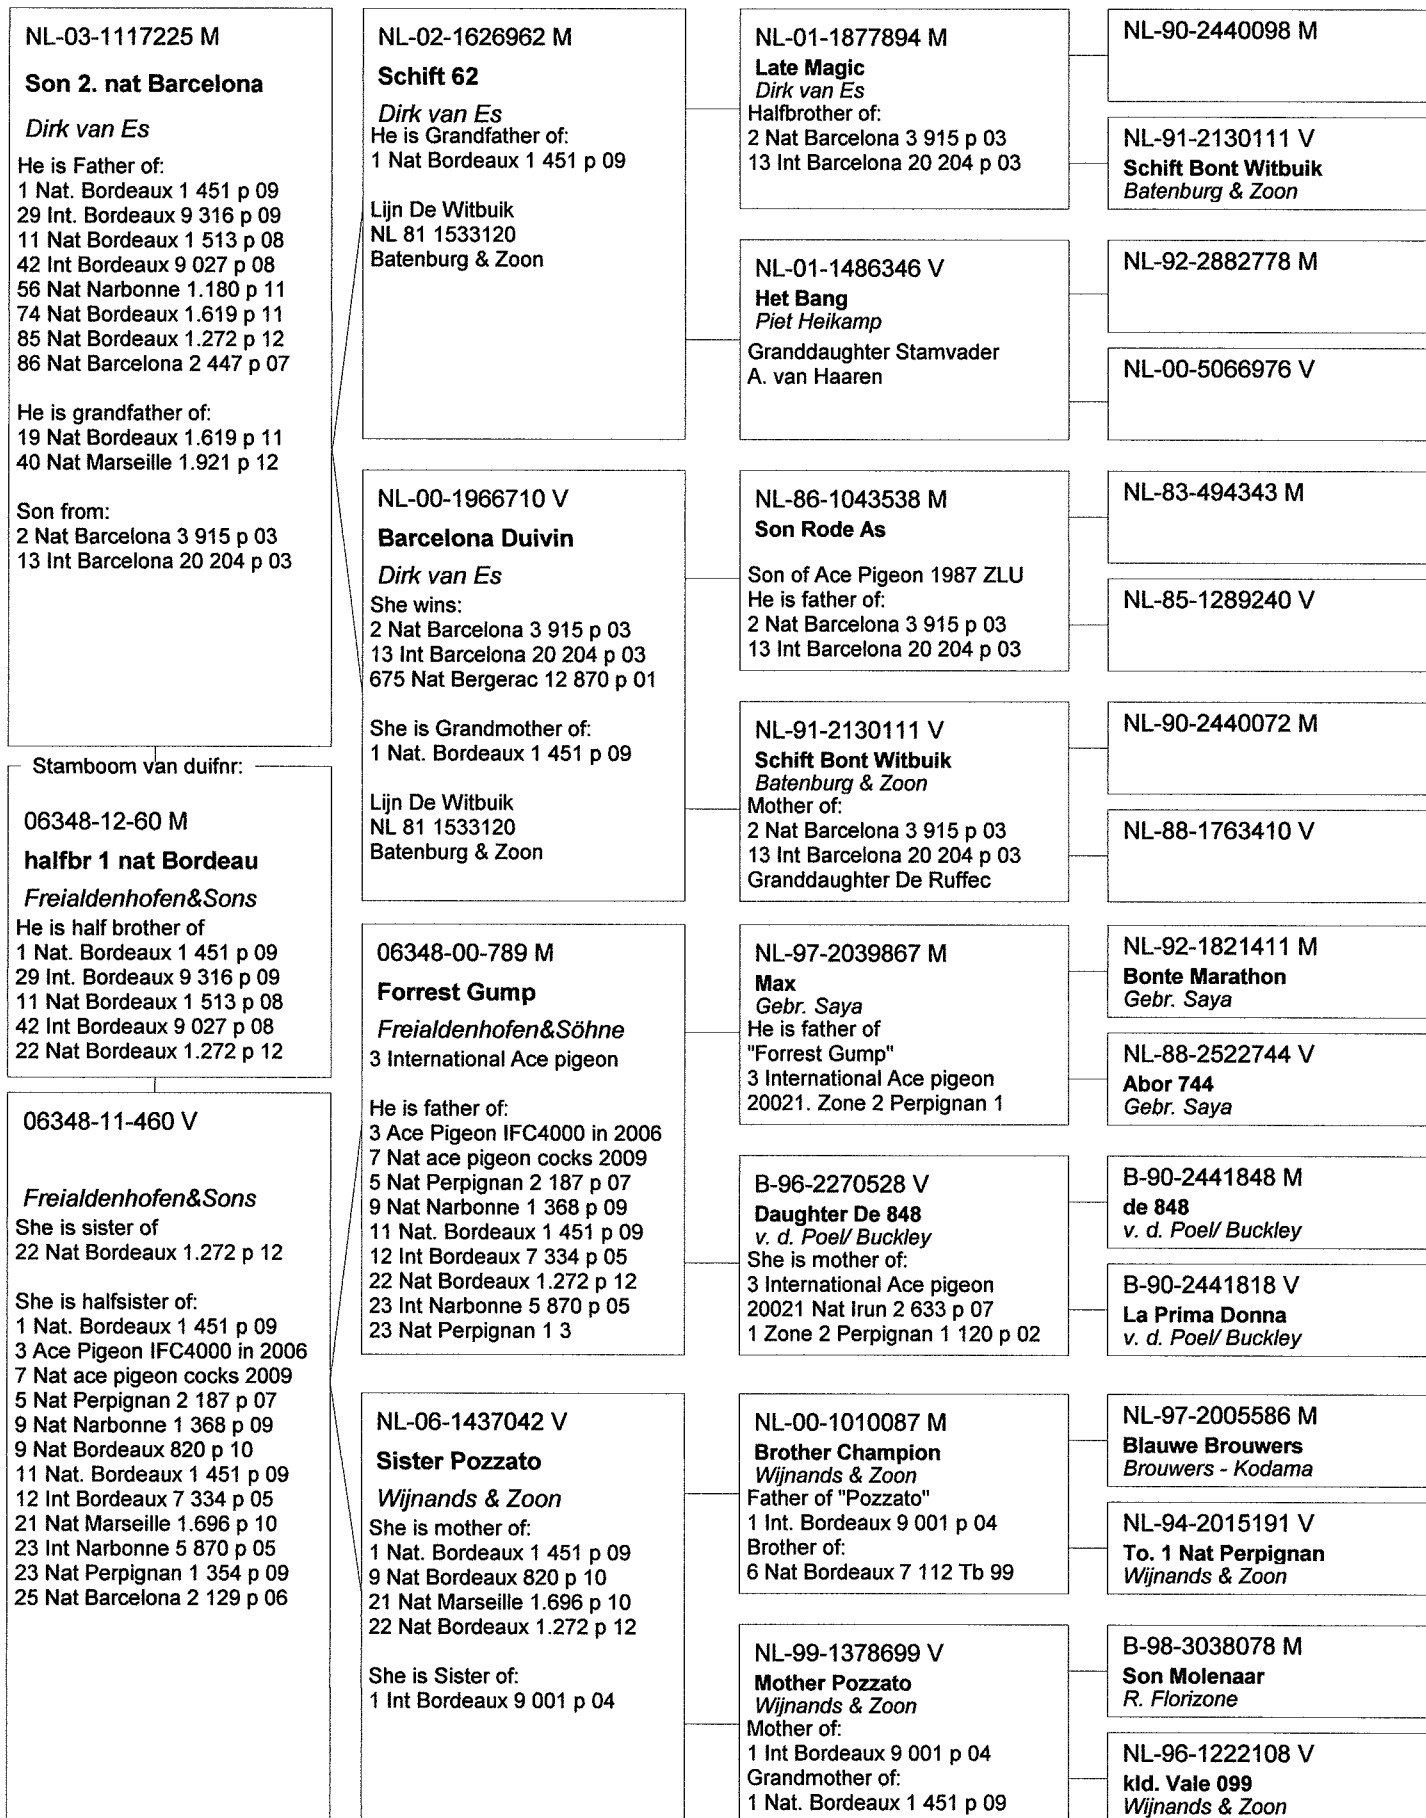 NL-03-1117225 M
Son 2. nat Barcelona
Dirk van Es
He is Father of:
1 Nat. Bordeaux 1 451 p 09
29 Int. Bordeaux 9 316 p 09
11 Nat Bordeaux 1 513 p 08
42 Int Bordeaux 9 027 p 08
56 Nat Narbonne 1.180 p 11
74 Nat Bordeaux 1.619 p 11
85 Nat Bordeaux 1.272 p 12
86 Nat Barcelona 2 447 p 07
He is grandfather of:
19 Nat Bordeaux 1.619 p 11
40 Nat Marseille 1.921 p 12
Son from:
2 Nat Barcelona 3 915 p 03
13 Int Barcelona 20 204 p 03
Stamboom van duifnr:
06348-12-60 M
halfbr 1 nat Bordeau
Freialdenhofen&Sons
He is half brother of
1 Nat. Bordeaux 1 451 p 09
29 Int. Bordeaux 9 316 p 09
11 Nat Bordeaux 1 513 p 08
42 Int Bordeaux 9 027 p 08
22 Nat Bordeaux 1.272 p 12
06348-11-460 V
Freialdenhofen&Sons
She is sister of
22 Nat Bordeaux 1.272 p 12
She is halfsister of:
1 Nat. Bordeaux 1 451 p 09
3 Ace Pigeon IFC4000 in 2006
7 Nat ace pigeon cocks 2009
5 Nat Perpignan 2 187 p 07
9 Nat Narbonne 1 368 p 09
9 Nat Bordeaux 820 p 10
11 Nat. Bordeaux 1 451 p 09
12 Int Bordeaux 7 334 p 05
21 Nat Marseille 1.696 p 10
23 Int Narbonne 5 870 p 05
23 Nat Perpignan 1 354 p 09
25 Nat Barcelona 2 129 p 06
NL-02-1626962 M
Schift 62
Dirk van Es
He is Grandfather of:
1 Nat Bordeaux 1 451 p 09
Lijn De Witbuik
NL 81 1533120
Batenburg & Zoon
NL-00-1966710 V
Barcelona Duivin
Dirk van Es
She wins:
2 Nat Barcelona 3 915 p 03
13 Int Barcelona 20 204 p 03
675 Nat Bergerac 12 870 p 01
She is Grandmother of:
1 Nat. Bordeaux 1 451 p 09
Lijn De Witbuik
NL 81 1533120
Batenburg & Zoon
06348-00-789 M
Forrest Gump
Freialdenhofen&Söhne
3 International Ace pigeon
He is father of:
3 Ace Pigeon IFC4000 in 2006
7 Nat ace pigeon cocks 2009
5 Nat Perpignan 2 187 p 07
9 Nat Narbonne 1 368 p 09
11 Nat. Bordeaux 1 451 p 09
12 Int Bordeaux 7 334 p 05
22 Nat Bordeaux 1.272 p 12
23 Int Narbonne 5 870 p 05
23 Nat Perpignan 1 3
NL-06-1437042 V
Sister Pozzato
Wijnands & Zoon
She is mother of:
1 Nat. Bordeaux 1 451 p 09
9 Nat Bordeaux 820 p 10
21 Nat Marseille 1.696 p 10
22 Nat Bordeaux 1.272 p 12
She is Sister of:
1 Int Bordeaux 9 001 p 04
NL-01-1877894 M
Late Magic
Dirk van Es
Halfbrother of:
2 Nat Barcelona 3 915 p 03
13 Int Barcelona 20 204 p 03
NL-01-1486346 V
Het Bang
Piet Heikamp
Granddaughter Stamvader
A. van Haaren
NL-86-1043538 M
Son Rode As
Son of Ace Pigeon 1987 ZLU
He is father of:
2 Nat Barcelona 3 915 p 03
13 Int Barcelona 20 204 p 03
NL-91-2130111 V
Schift Bont Witbuik
Batenburg & Zoon
Mother of:
2 Nat Barcelona 3 915 p 03
13 Int Barcelona 20 204 p 03
Granddaughter De Ruffec
NL-97-2039867 M
Max
Gebr. Saya
He is father of
"Forrest Gump"
3 International Ace pigeon
20021. Zone 2 Perpignan 1
B-96-2270528 V
Daughter De 848
v. d. Poel/ Buckley
She is mother of:
3 International Ace pigeon
20021 Nat Irun 2 633 p 07
1 Zone 2 Perpignan 1 120 p 02
NL-00-1010087 M
Brother Champion
Wijnands & Zoon
Father of "Pozzato"
1 Int. Bordeaux 9 001 p 04
Brother of:
6 Nat Bordeaux 7 112 Tb 99
NL-99-1378699 V
Mother Pozzato
Wijnands & Zoon
Mother of:
1 Int Bordeaux 9 001 p 04
Grandmother of:
1 Nat. Bordeaux 1 451 p 09
NL-90-2440098 M
NL-91-2130111 V
Schift Bont Witbuik
Batenburg & Zoon
NL-92-2882778 M
NL-00-5066976 V
NL-83-494343 M
NL-85-1289240 V
NL-90-2440072 M
NL-88-1763410 V
NL-92-1821411 M
Bonte Marathon
Gebr. Saya
NL-88-2522744 V
Abor 744
Gebr. Saya
B-90-2441848 M
de 848
v. d. Poel/ Buckley
B-90-2441818 V
La Prima Donna
v. d. Poel/ Buckley
NL-97-2005586 M
Blauwe Brouwers
Brouwers - Kodama
NL-94-2015191 V
To. 1 Nat Perpignan
Wijnands & Zoon
B-98-3038078 M
Son Molenaar
R. Florizone
NL-96-1222108 V
kld. Vale 099
Wijnands & Zoon